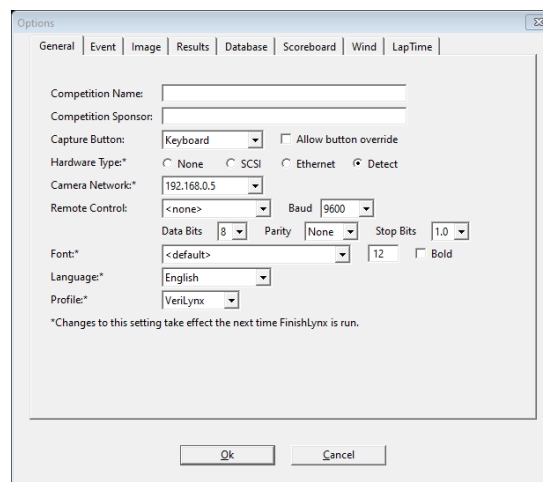 Options
General Event Image Results Database Scoreboard Wind LapTime
Competition Name:
Competition Sponsor:
Capture Button: Keyboard Allow button override
Hardware Type:* None SCSI Ethernet Detect
Camera Network:* 192.168.0.5
Remote Control: <none> Baud 9600
Data Bits 8 Parity None Stop Bits 1.0
Font:* <default> 12 Bold
Language:* English
Profile:* VeriLynx
*Changes to this setting take effect the next time FinishLynx is run.
Ok Cancel